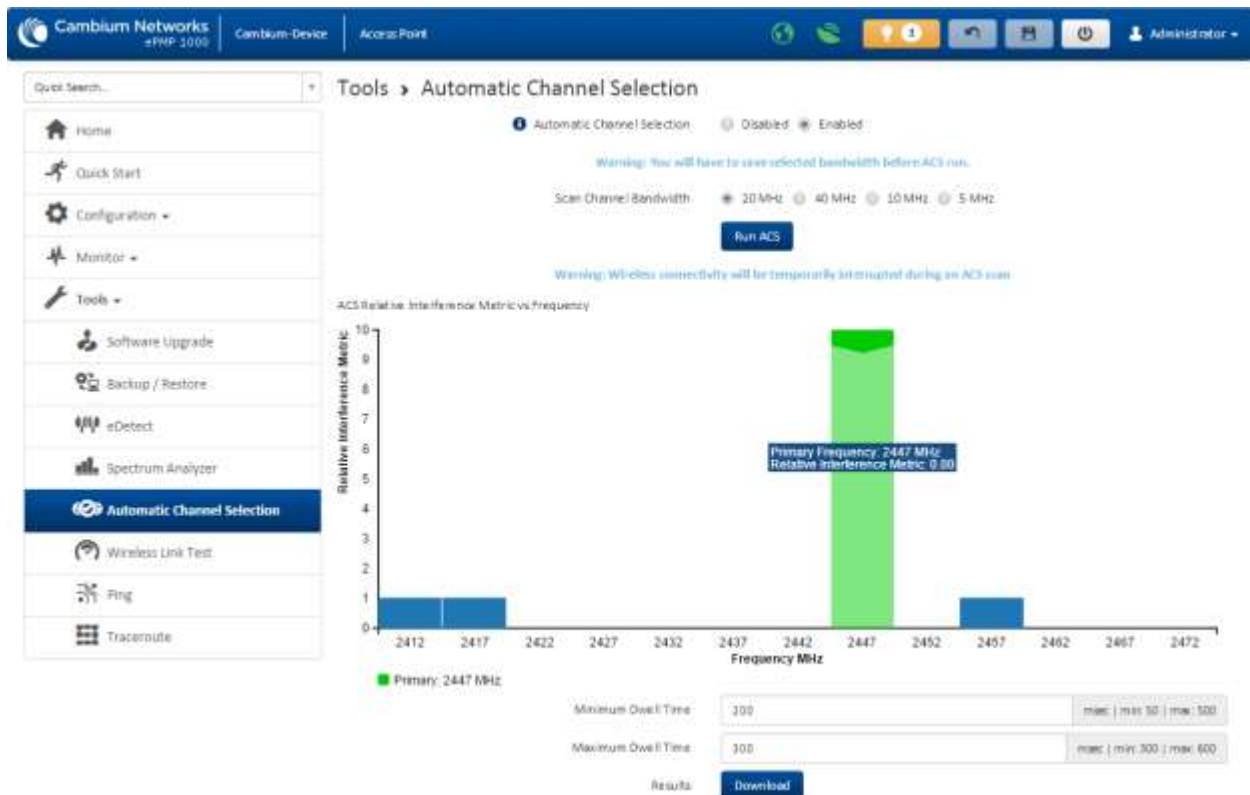 Cambium Networks
ePMP 1000
Cambium-Device
Access Point
1
Administrator
Quick Search...
Home
Quick Start
Configuration
Monitor
Tools
Software Upgrade
Backup / Restore
eDetect
Spectrum Analyzer
Automatic Channel Selection
Wireless Link Test
Ping
Traceroute
Tools > Automatic Channel Selection
Automatic Channel Selection Disabled Enabled
Warning: You will have to save selected bandwidth before ACS run.
Scan Channel Bandwidth 20 MHz 40 MHz 10 MHz 5 MHz
Run ACS
Warning: Wireless connectivity will be temporarily interrupted during an ACS scan
ACS Relative Interference Metric vs Frequency
Relative Interference Metric
10
9
8
7
6
5
4
3
2
1
0
Primary Frequency: 2447 MHz
Relative Interference Metric: 0.00
2412 2417 2422 2427 2432 2437 2442 2447 2452 2457 2462 2467 2472
Frequency MHz
Primary: 2447 MHz
Minimum Dwell Time 200 msec | min: 50 | max: 500
Maximum Dwell Time 300 msec | min: 300 | max: 600
Results Download